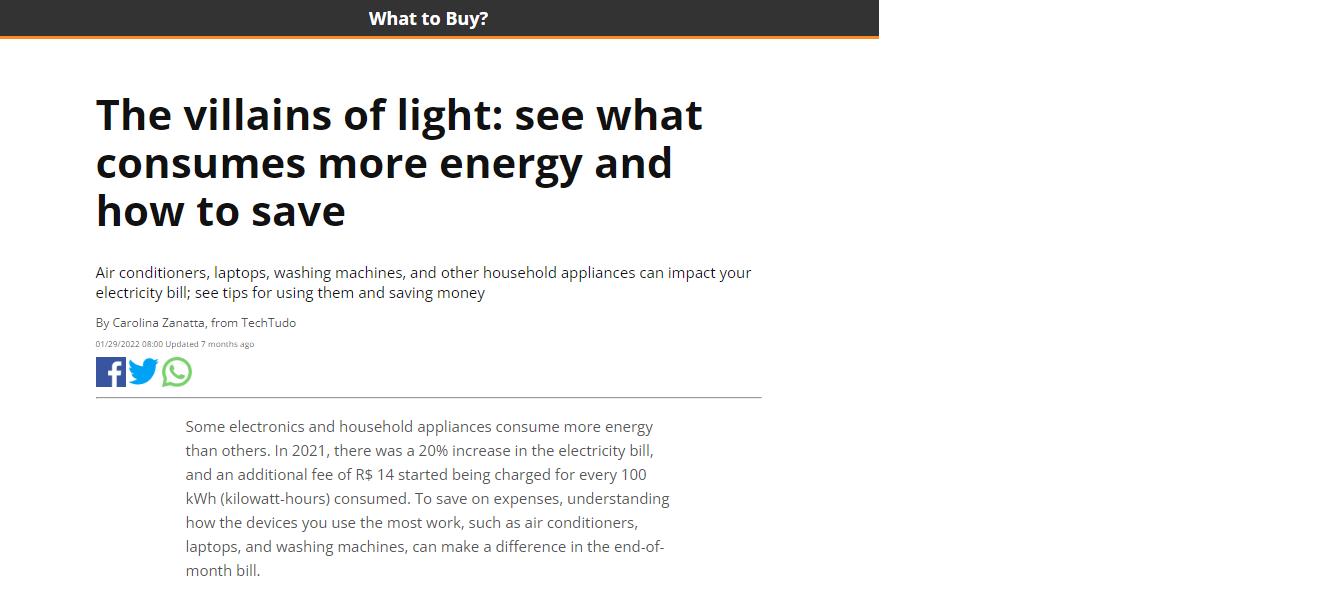 What to Buy?
The villains of light: see what
consumes more energy and
how to save
Air conditioners, laptops, washing machines, and other household appliances can impact your
electricity bill; see tips for using them and saving money
By Carolina Zanatta, from TechTudo
01/29/2022 08:00 Updated 7 months ago
Some electronics and household appliances consume more energy
than others. In 2021, there was a 20% increase in the electricity bill,
and an additional fee of R$ 14 started being charged for every 100
kWh (kilowatt-hours) consumed. To save on expenses, understanding
how the devices you use the most work, such as air conditioners,
laptops, and washing machines, can make a difference in the end-of-
month bill.